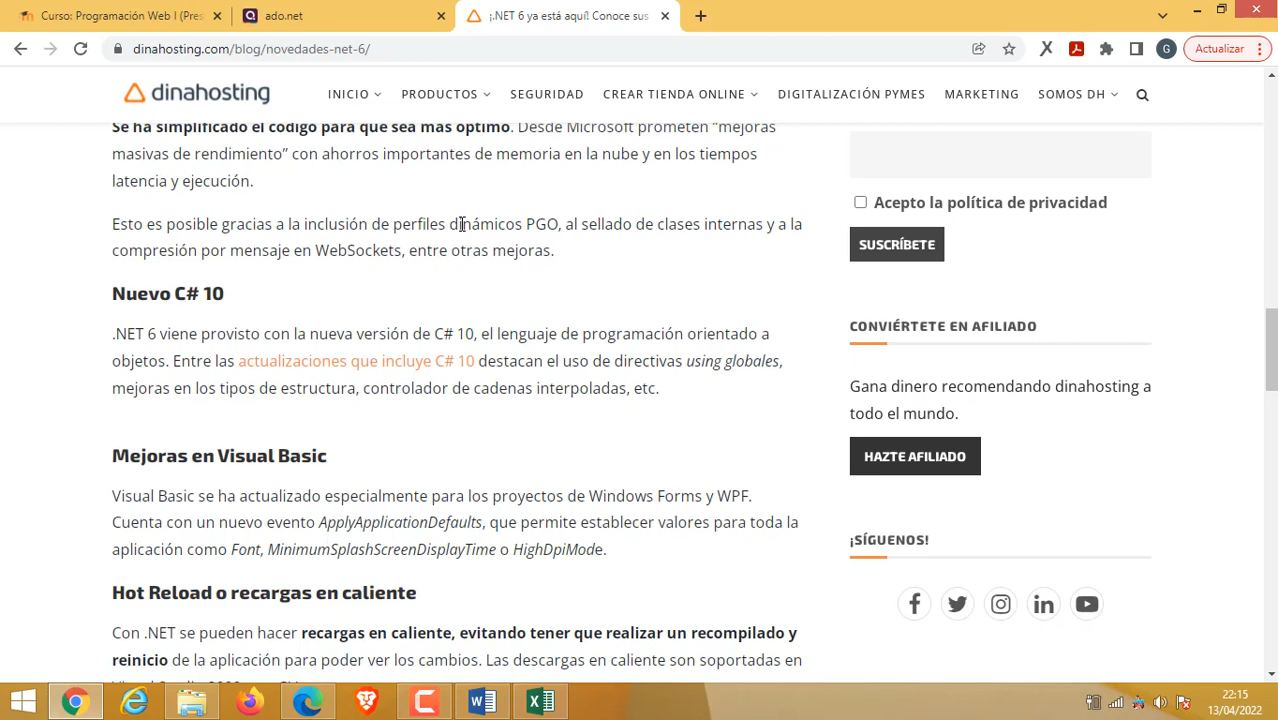 Curso: Programación Web I (Pres
ado.net
¡.NET 6 ya está aquí! Conoce sus
dinahosting.com/blog/novedades-net-6/
G
Actualizar
dinahosting
INICIO
PRODUCTOS
SEGURIDAD
CREAR TIENDA ONLINE
DIGITALIZACIÓN PYMES
MARKETING
SOMOS DH
Se ha simplificado el código para que sea más óptimo. Desde Microsoft prometen “mejoras
masivas de rendimiento” con ahorros importantes de memoria en la nube y en los tiempos
latencia y ejecución.
Esto es posible gracias a la inclusión de perfiles dinámicos PGO, al sellado de clases internas y a la
compresión por mensaje en WebSockets, entre otras mejoras.
Nuevo C# 10
.NET 6 viene provisto con la nueva versión de C# 10, el lenguaje de programación orientado a
objetos. Entre las actualizaciones que incluye C# 10 destacan el uso de directivas using globales,
mejoras en los tipos de estructura, controlador de cadenas interpoladas, etc.
Mejoras en Visual Basic
Visual Basic se ha actualizado especialmente para los proyectos de Windows Forms y WPF.
Cuenta con un nuevo evento ApplyApplicationDefaults, que permite establecer valores para toda la
aplicación como Font, MinimumSplashScreenDisplayTime o HighDpiMode.
Hot Reload o recargas en caliente
Con .NET se pueden hacer recargas en caliente, evitando tener que realizar un recompilado y
reinicio de la aplicación para poder ver los cambios. Las descargas en caliente son soportadas en
Acepto la política de privacidad
SUSCRÍBETE
CONVIÉRTETE EN AFILIADO
Gana dinero recomendando dinahosting a
todo el mundo.
HAZTE AFILIADO
¡SÍGUENOS!
22:15
13/04/2022